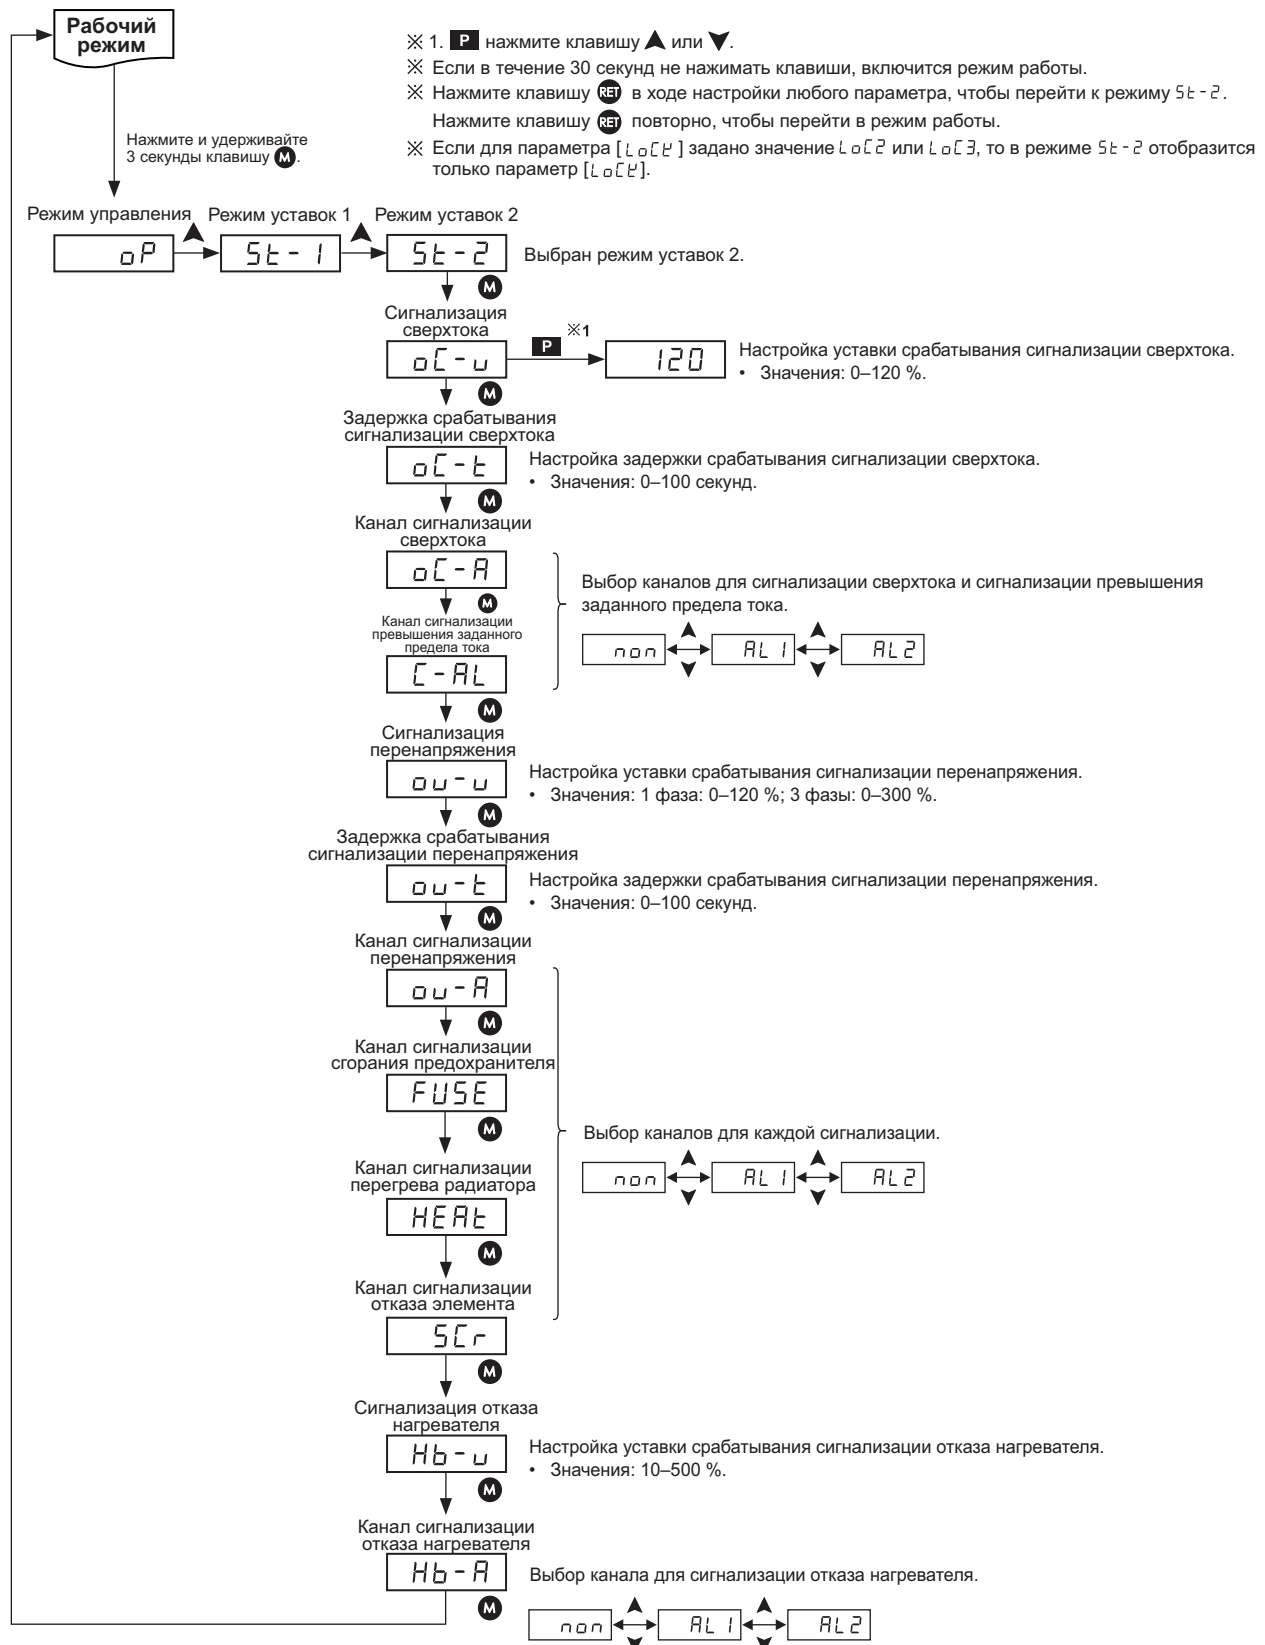 Рабочий
режим
※ 1. P нажмите клавишу или .
※ Если в течение 30 секунд не нажимать клавиши, включится режим работы.
※ Нажмите клавишу RET в ходе настройки любого параметра, чтобы перейти к режиму St-2.
Нажмите клавишу RET повторно, чтобы перейти в режим работы.
※ Если для параметра [LoCK] задано значение LoC2 или LoC3, то в режиме St-2 отобразится
только параметр [LoCK].
Нажмите и удерживайте
3 секунды клавишу M.
Режим управления Режим уставок 1 Режим уставок 2
oP St-1 St-2 Выбран режим уставок 2.
M
Сигнализация
сверхтока
oC-u P ※1 120 Настройка уставки срабатывания сигнализации сверхтока.
• Значения: 0–120 %.
M
Задержка срабатывания
сигнализации сверхтока
oC-t Настройка задержки срабатывания сигнализации сверхтока.
• Значения: 0–100 секунд.
M
Канал сигнализации
сверхтока
oC-A
M
Канал сигнализации
превышения заданного
предела тока
C-AL
Выбор каналов для сигнализации сверхтока и сигнализации превышения
заданного предела тока.
non AL1 AL2
M
Сигнализация
перенапряжения
ou-u Настройка уставки срабатывания сигнализации перенапряжения.
• Значения: 1 фаза: 0–120 %; 3 фазы: 0–300 %.
M
Задержка срабатывания
сигнализации перенапряжения
ou-t Настройка задержки срабатывания сигнализации перенапряжения.
• Значения: 0–100 секунд.
M
Канал сигнализации
перенапряжения
ou-A
M
Канал сигнализации
сгорания предохранителя
FUSE
M
Выбор каналов для каждой сигнализации.
non AL1 AL2
Канал сигнализации
перегрева радиатора
HEAt
M
Канал сигнализации
отказа элемента
SCr
M
Сигнализация отказа
нагревателя
Hb-u Настройка уставки срабатывания сигнализации отказа нагревателя.
• Значения: 10–500 %.
M
Канал сигнализации
отказа нагревателя
Hb-A Выбор канала для сигнализации отказа нагревателя.
M
non AL1 AL2